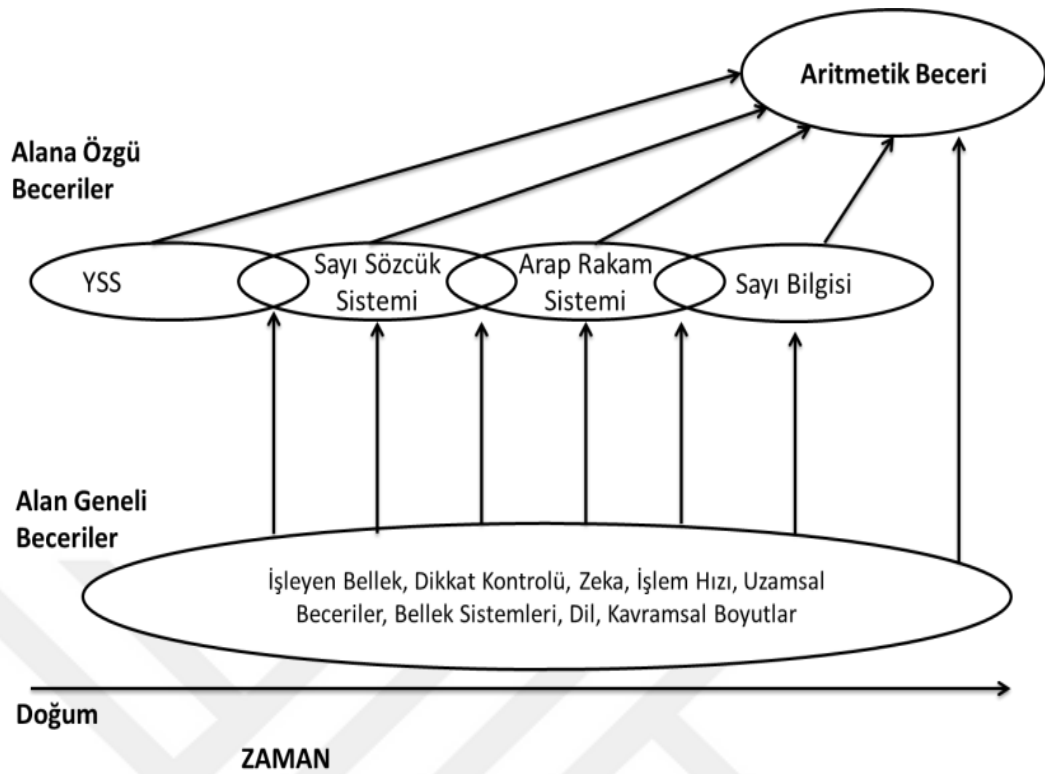 Aritmetik Beceri
Alana Özgü
Beceriler
YSS
Sayı Sözcük
Sistemi
Arap Rakam
Sistemi
Sayı Bilgisi
Alan Geneli
Beceriler
İşleyen Bellek, Dikkat Kontrolü, Zeka, İşlem Hızı, Uzamsal
Beceriler, Bellek Sistemleri, Dil, Kavramsal Boyutlar
Doğum
ZAMAN